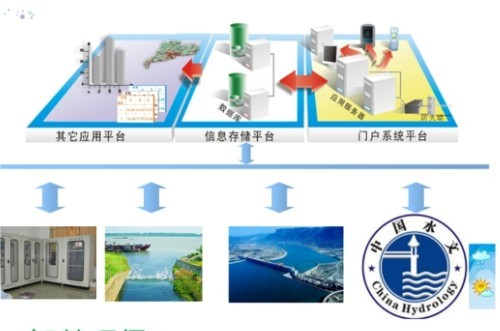 数据库
应用服务器
防火墙
其它应用平台
信息存储平台
门户系统平台
中国水文
China Hydrology